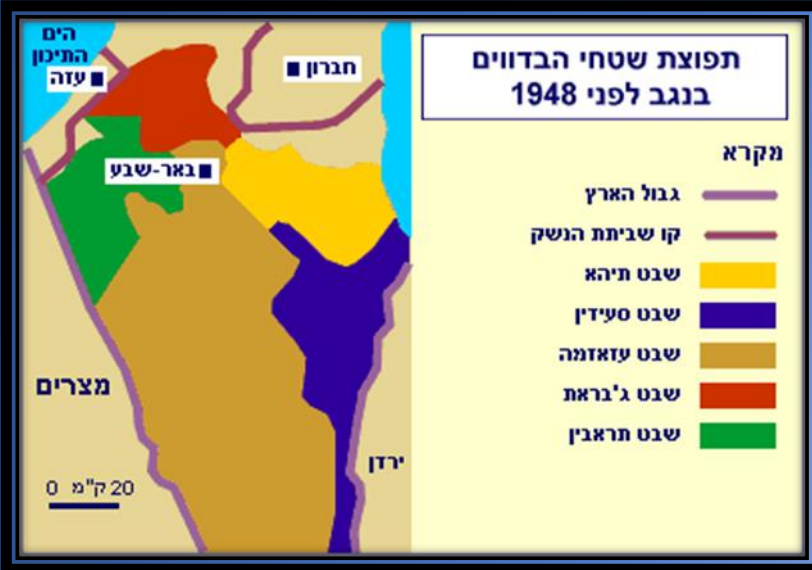 תפוצת שטחי הבדווים
בנגב לפני 1948
מקרא
גבול הארץ
קו שביתת הנשק
שבט תיהא
שבט סעידין
שבט עזאזמה
שבט ג'בראת
שבט תראבין
הים
התיכון
עזה
חברון
באר-שבע
מצרים
ירדן
0 20 ק"מ